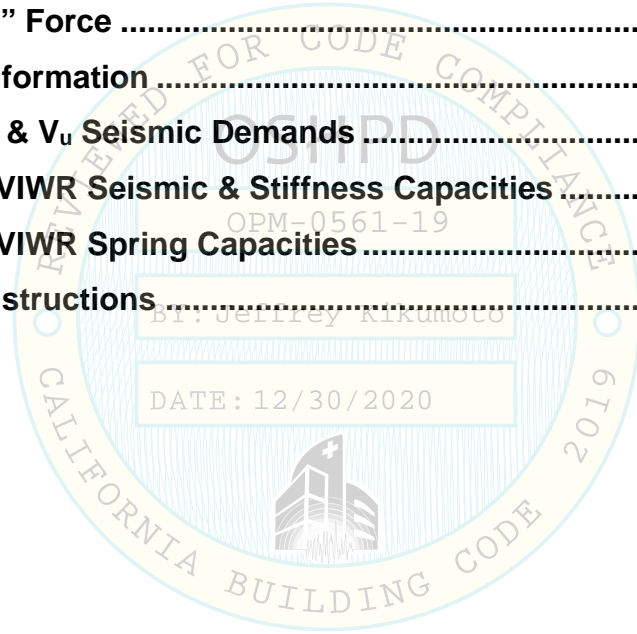 ” Force ........................................................
formation ........................................................
& Vu Seismic Demands ........................................................
VIWR Seismic & Stiffness Capacities ........
VIWR Spring Capacities ........................................
structions ........................................................
REVIEWED FOR CODE COMPLIANCE
OSHPD
OPM-0561-19
BY: Jeffrey Kikumoto
DATE: 12/30/2020
CALIFORNIA BUILDING CODE 2019